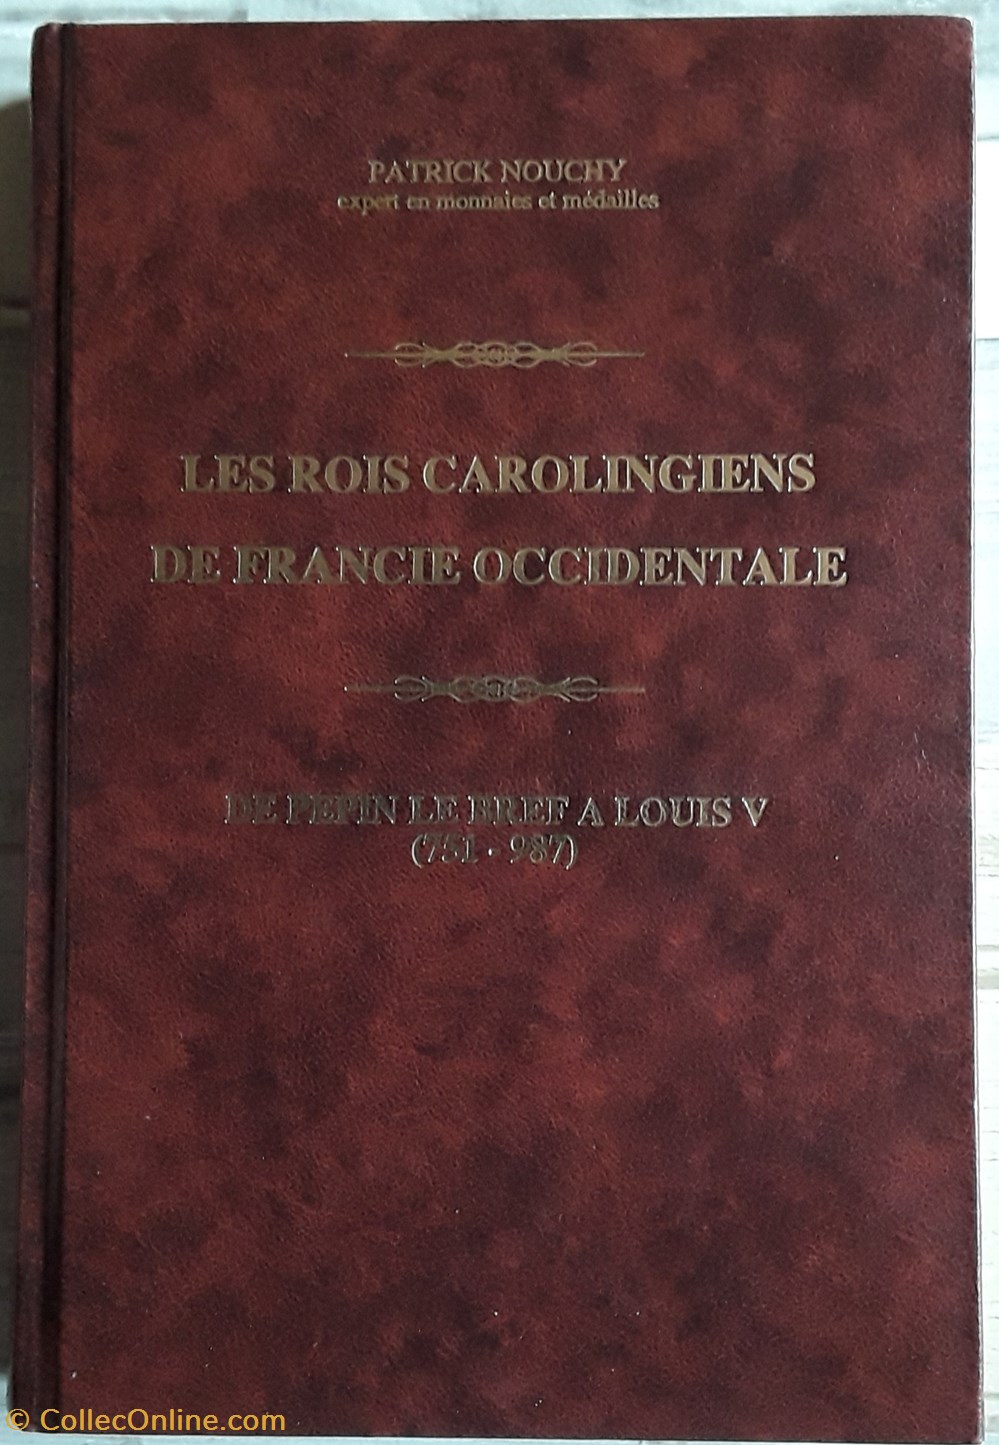 PATRICK NOUCHY
expert en monnaies et médailles
LES ROIS CAROLINGIENS
DE FRANCIE OCCIDENTALE
DE PEPIN LE BREF A LOUIS V
(751 - 987)
© CollecOnline.com